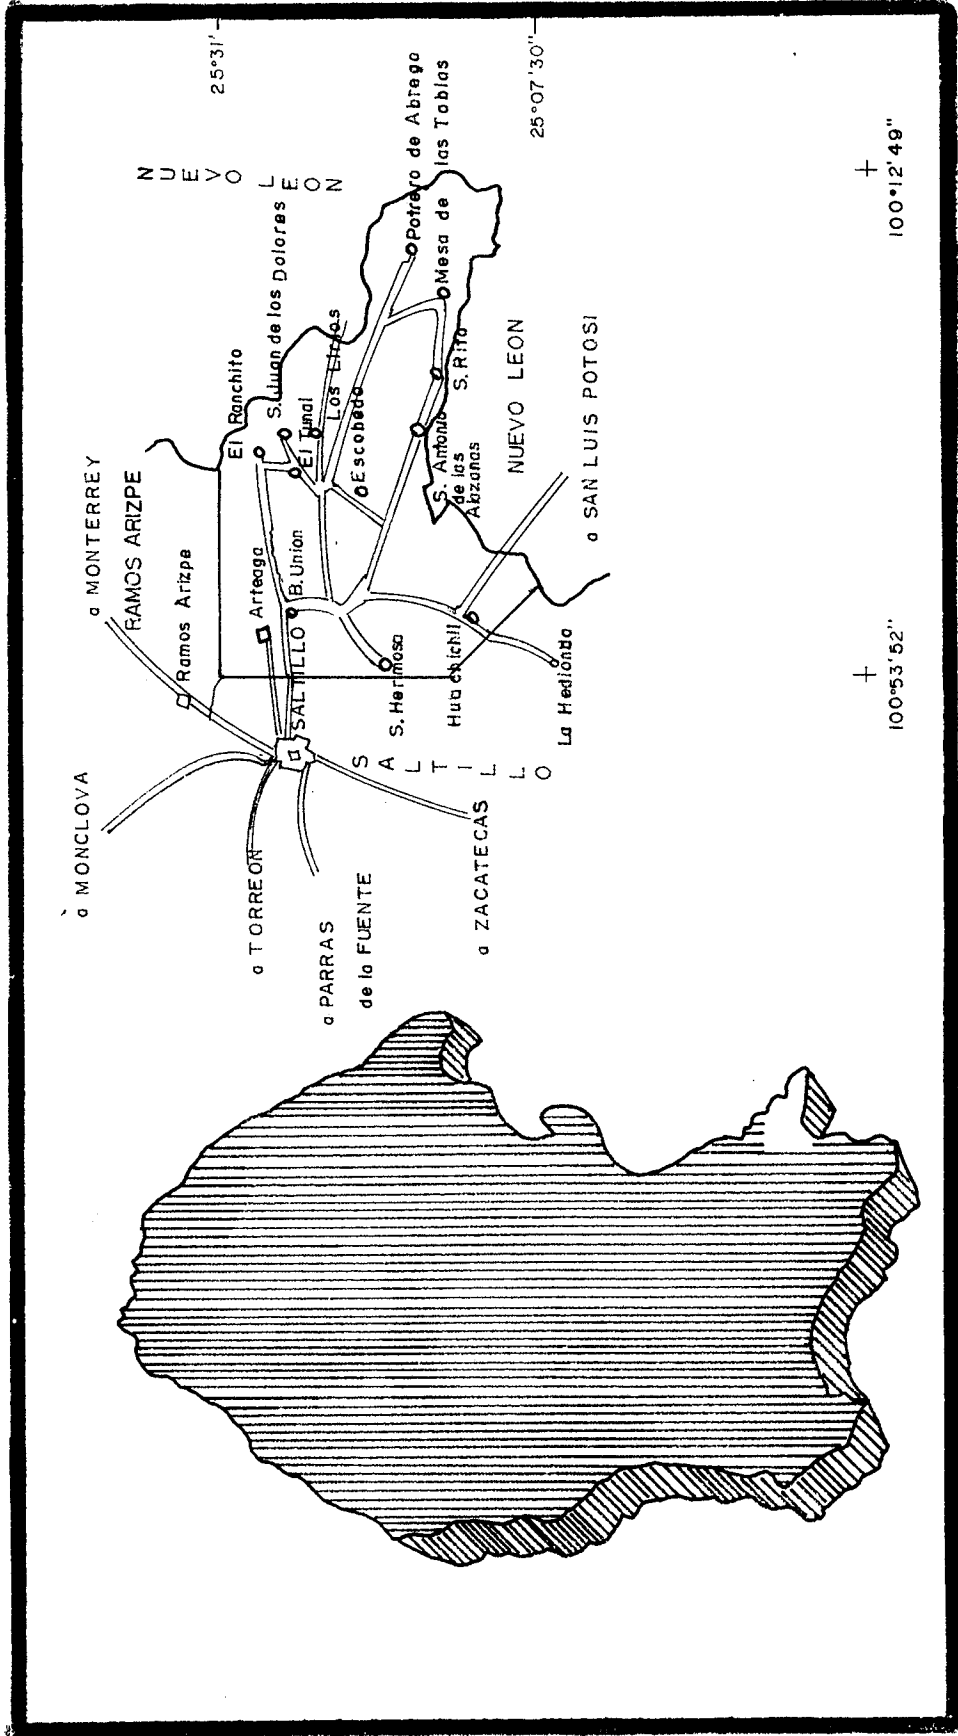 a MONCLOVA
a MONTERREY
RAMOS ARIZPE
Ramos Arizpe
NUEVO
LEON
25°31'
El Ranchito
S. Juan de los Dolores
a TORREON
Arteaga
SALTILLO
B. Union
El Tunal
Los Lirios
a PARRAS
de la FUENTE
SALTILLO
Escobedo
S. Hermosa
Potrero de Abrego
Mesa de las Tablas
S. Antonio
de las
Alazanas
S. Rita
Huachichil
a ZACATECAS
NUEVO LEON
25°07'30"
La Hedionda
a SAN LUIS POTOSI
100°53'52"
100°12'49"